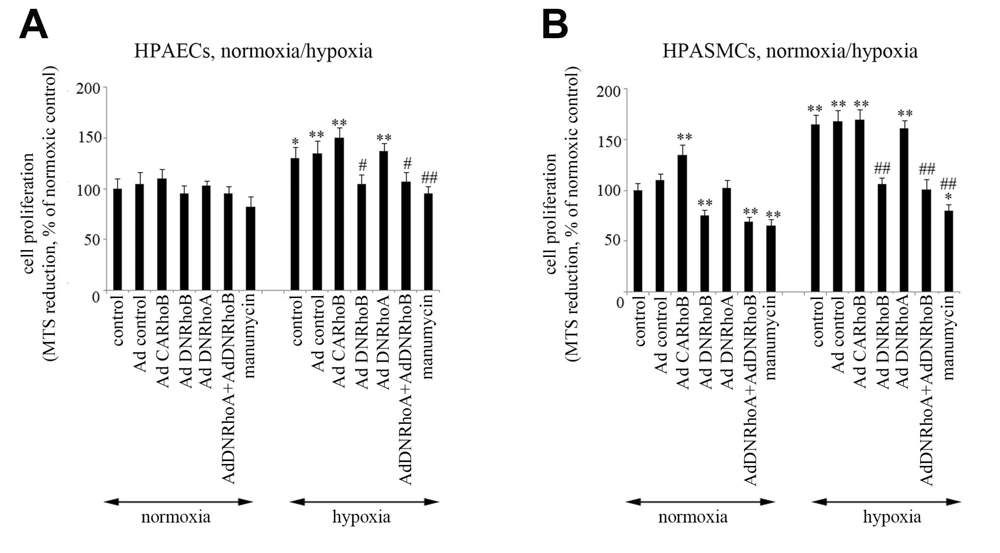 A
HPAECs, normoxia/hypoxia
cell proliferation
(MTS reduction, % of normoxic control)
200
150
100
50
0
*
**
**
#
**
#
##
control
Ad control
Ad CARhoB
Ad DNRhoB
Ad DNRhoA
AdDNRhoA+AdDNRhoB
manumycin
control
Ad control
Ad CARhoB
Ad DNRhoB
Ad DNRhoA
AdDNRhoA+AdDNRhoB
manumycin
normoxia
hypoxia
B
HPASMCs, normoxia/hypoxia
cell proliferation
(MTS reduction, % of normoxic control)
200
150
100
50
0
**
**
**
**
**
**
**
##
**
##
##
*
control
Ad control
Ad CARhoB
Ad DNRhoB
Ad DNRhoA
AdDNRhoA+AdDNRhoB
manumycin
control
Ad control
Ad CARhoB
Ad DNRhoB
Ad DNRhoA
AdDNRhoA+AdDNRhoB
manumycin
normoxia
hypoxia